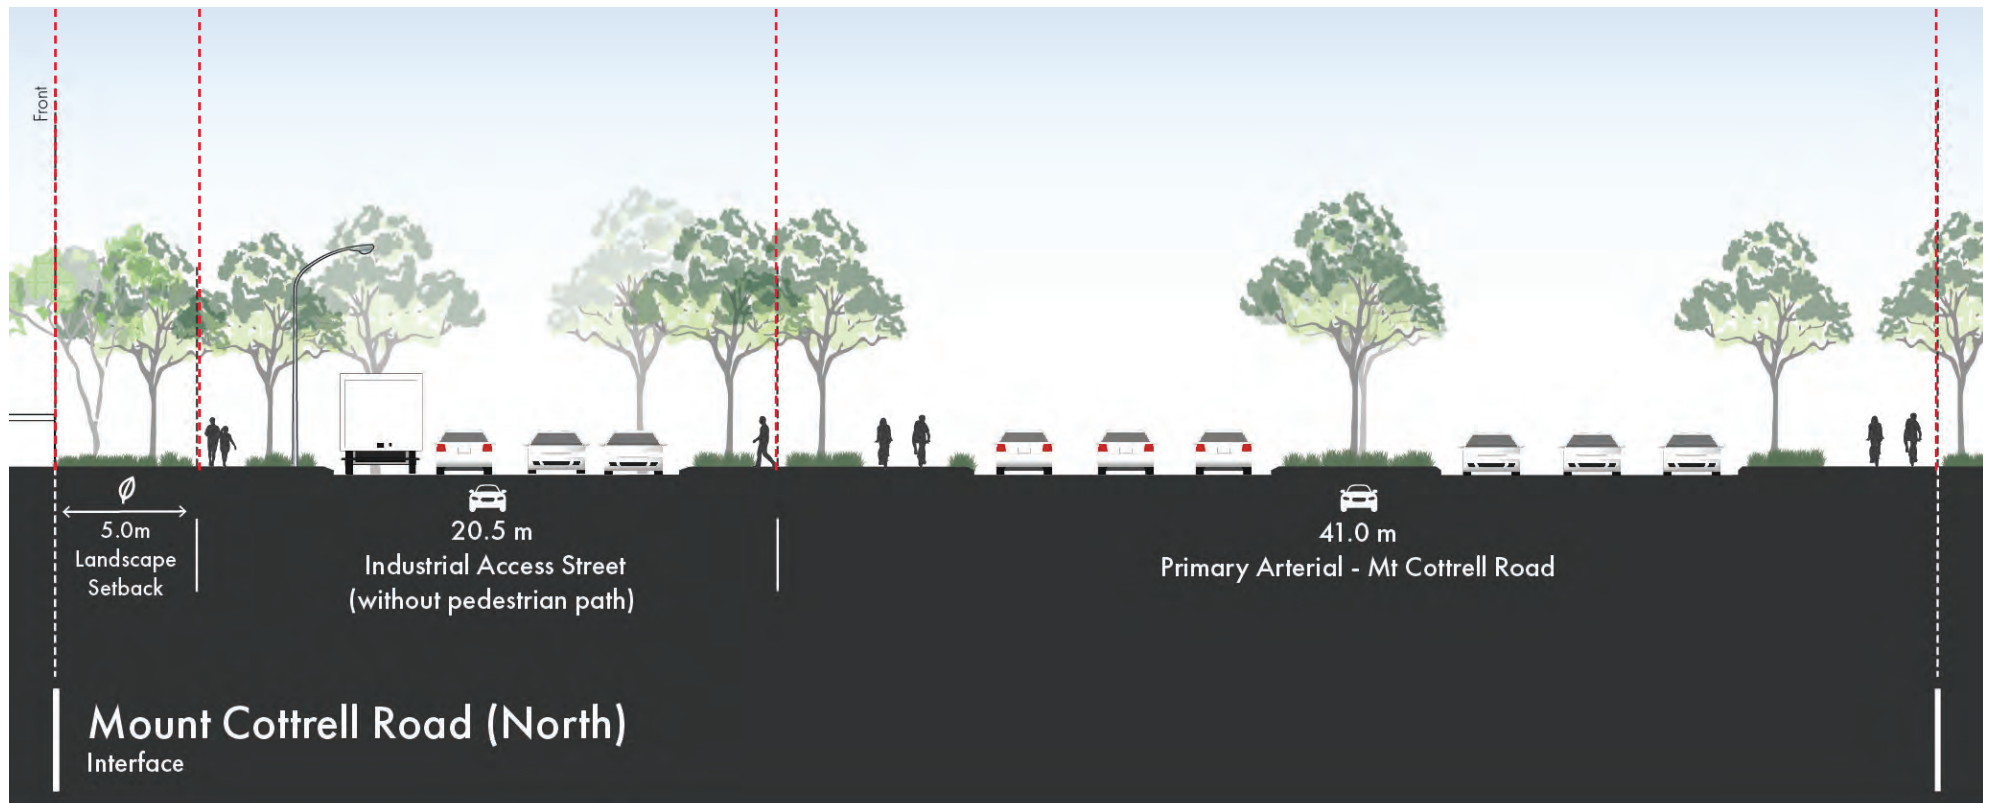 Front
5.0m
Landscape
Setback
20.5 m
Industrial Access Street
(without pedestrian path)
41.0 m
Primary Arterial - Mt Cottrell Road
Mount Cottrell Road (North)
Interface